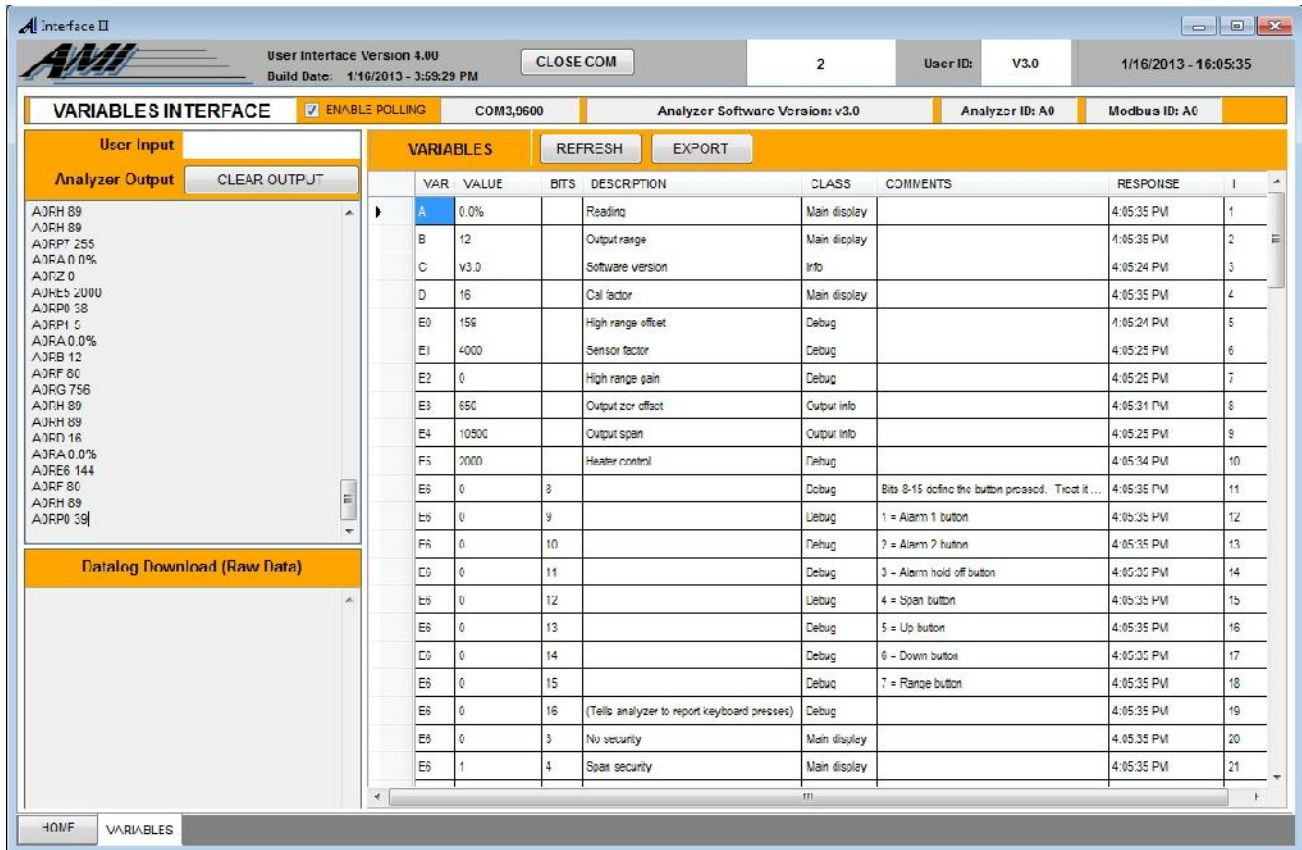 Interface II
AMI
User Interface Version 4.00
Build Date: 1/16/2013 - 3:59:29 PM
CLOSE COM
2
User ID:
V3.0
1/16/2013 - 16:05:35
VARIABLES INTERFACE
ENABLE POLLING
COM3,9600
Analyzer Software Version: v3.0
Analyzer ID: A0
Modbus ID: A0
User Input
Analyzer Output
CLEAR OUTPUT
A0RH 89
A0RH 89
A0RP7 255
A0RA 0.0%
A0RZ 0
A0RE5 2000
A0RP0 38
A0RP1 5
A0RA 0.0%
A0RB 12
A0RF 80
A0RG 756
A0RH 89
A0RH 89
A0RD 16
A0RA 0.0%
A0RE6 144
A0RF 80
A0RH 89
A0RP0 39
Datalog Download (Raw Data)
VARIABLES
REFRESH
EXPORT
VAR VALUE BITS DESCRIPTION CLASS COMMENTS RESPONSE I
A 0.0% Reading Main display 4:05:35 PM 1
B 12 Output range Main display 4:05:35 PM 2
C v3.0 Software version Info 4:05:24 PM 3
D 16 Cal factor Main display 4:05:35 PM 4
E0 159 High range offset Debug 4:05:24 PM 5
E1 4000 Sensor factor Debug 4:05:25 PM 6
E2 0 High range gain Debug 4:05:25 PM 7
E3 650 Output zer offset Output info 4:05:31 PM 8
E4 10500 Output span Output info 4:05:25 PM 9
E5 2000 Heater control Debug 4:05:34 PM 10
E6 0 8 Debug Bits 8-15 define the button pressed. Treat it ... 4:05:35 PM 11
E6 0 9 Debug 1 = Alarm 1 button 4:05:35 PM 12
E6 0 10 Debug 2 = Alarm 2 button 4:05:35 PM 13
E6 0 11 Debug 3 = Alarm hold off button 4:05:35 PM 14
E6 0 12 Debug 4 = Span button 4:05:35 PM 15
E6 0 13 Debug 5 = Up button 4:05:35 PM 16
E6 0 14 Debug 6 = Down button 4:05:35 PM 17
E6 0 15 Debug 7 = Range button 4:05:35 PM 18
E6 0 16 (Tells analyzer to report keyboard presses) Debug 4:05:35 PM 19
E6 0 3 No security Main display 4:05:35 PM 20
E6 1 4 Span security Main display 4:05:35 PM 21
HOME
VARIABLES